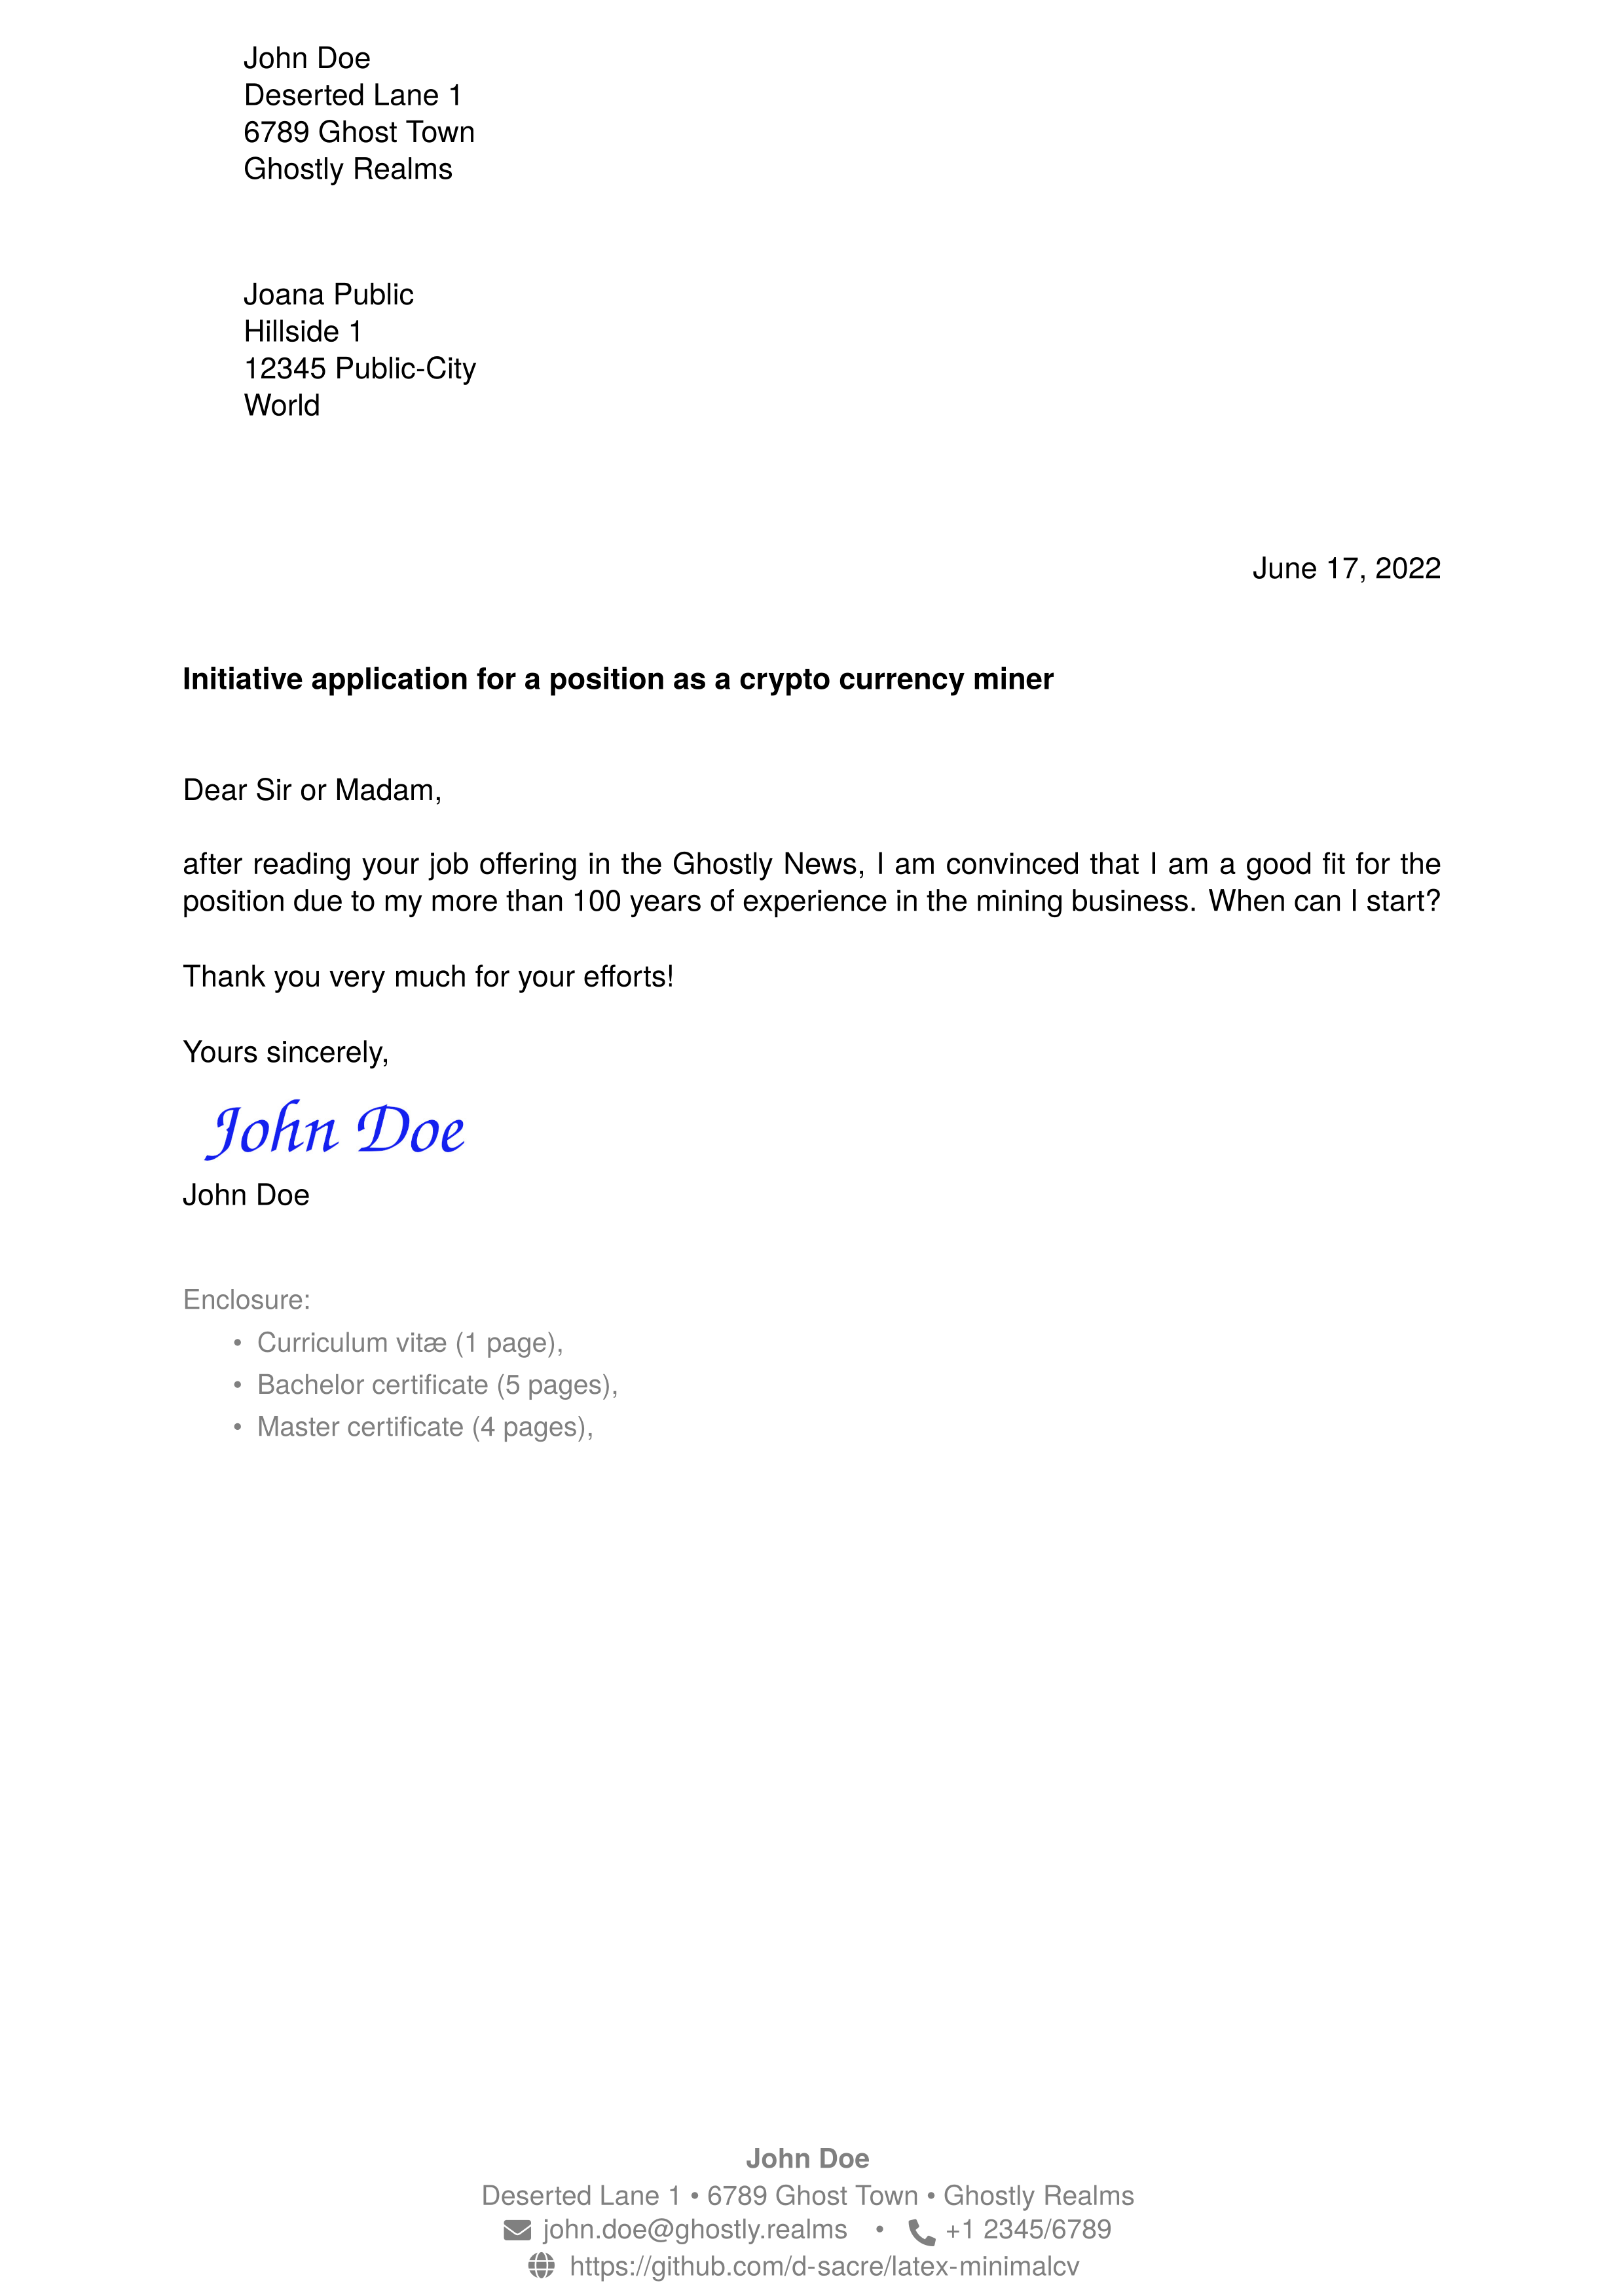 John Doe
Deserted Lane 1
6789 Ghost Town
Ghostly Realms
Joana Public
Hillside 1
12345 Public-City
World
June 17, 2022
Initiative application for a position as a crypto currency miner
Dear Sir or Madam,
after reading your job offering in the Ghostly News, I am convinced that I am a good fit for the
position due to my more than 100 years of experience in the mining business. When can I start?
Thank you very much for your efforts!
Yours sincerely,
John Doe
John Doe
Enclosure:
• Curriculum vitæ (1 page),
• Bachelor certificate (5 pages),
• Master certificate (4 pages),
John Doe
Deserted Lane 1 • 6789 Ghost Town • Ghostly Realms
john.doe@ghostly.realms • +1 2345/6789
https://github.com/d-sacre/latex-minimalcv